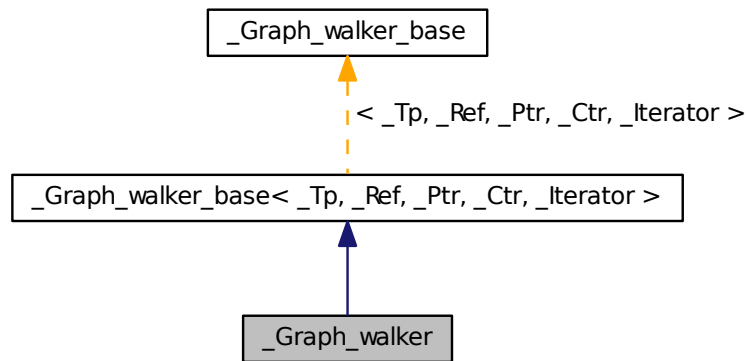 _Graph_walker_base
< _Tp, _Ref, _Ptr, _Ctr, _Iterator >
_Graph_walker_base< _Tp, _Ref, _Ptr, _Ctr, _Iterator >
_Graph_walker